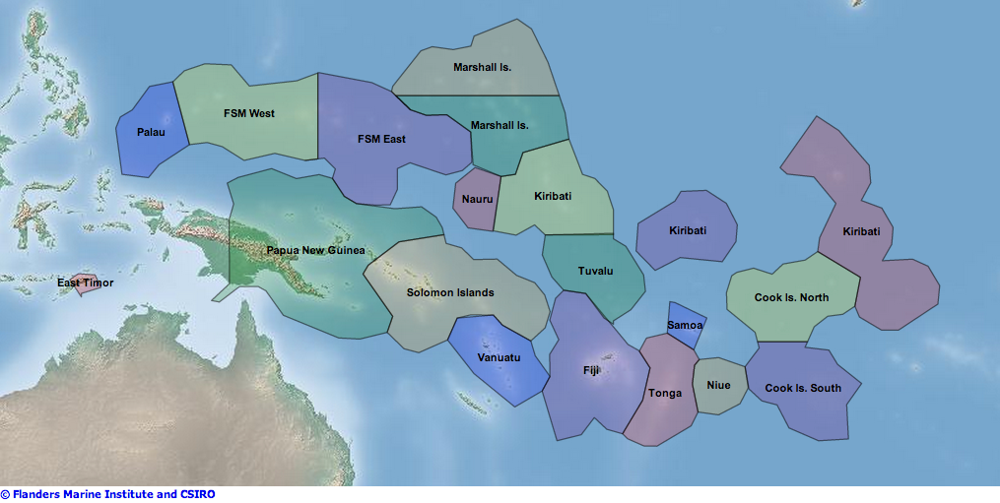 Marshall Is.
FSM West
Marshall Is.
Palau
FSM East
Nauru
Kiribati
Kiribati
Kiribati
Papua New Guinea
Tuvalu
East Timor
Solomon Islands
Cook Is. North
Samoa
Vanuatu
Fiji
Niue
Cook Is. South
Tonga
© Flanders Marine Institute and CSIRO